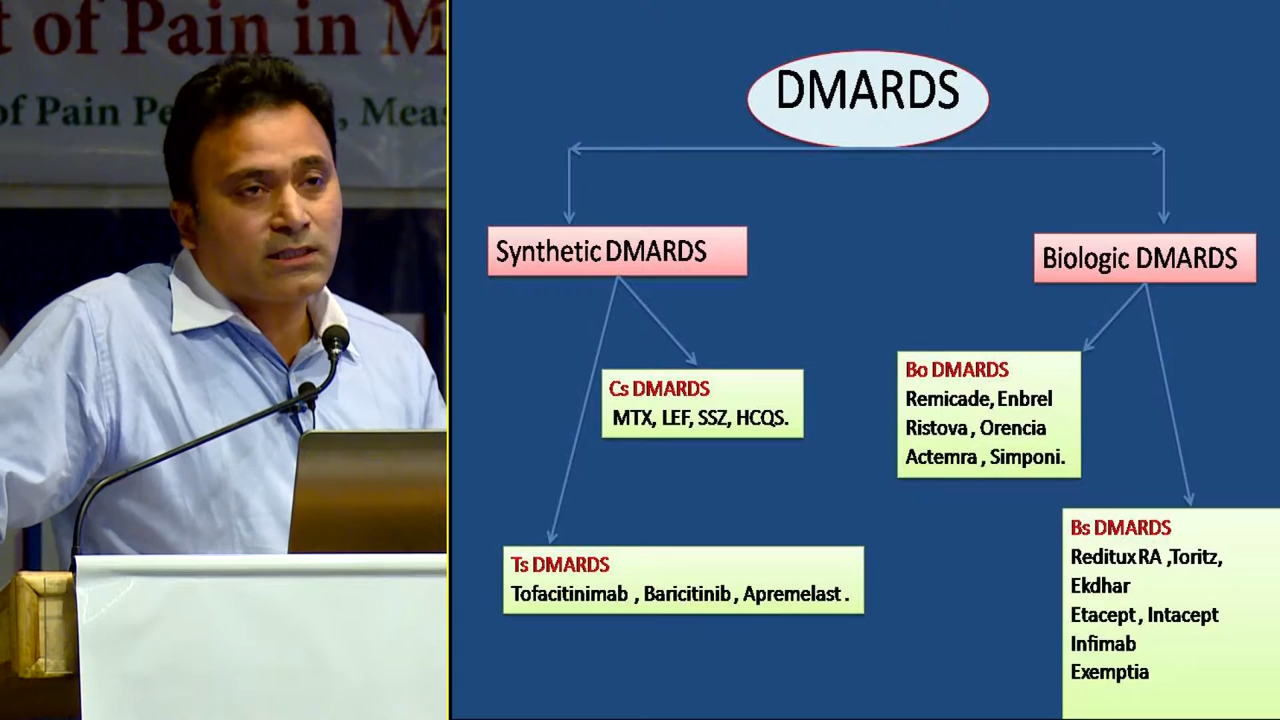 t of Pain in M
of Pain Pe , Meas
DMARDS
Synthetic DMARDS
Biologic DMARDS
Cs DMARDS
MTX, LEF, SSZ, HCQS.
Bo DMARDS
Remicade, Enbrel
Ristova , Orencia
Actemra , Simponi.
Ts DMARDS
Tofacitinimab , Baricitinib , Apremelast .
Bs DMARDS
Reditux RA ,Toritz,
Ekdhar
Etacept , Intacept
Infimab
Exemptia